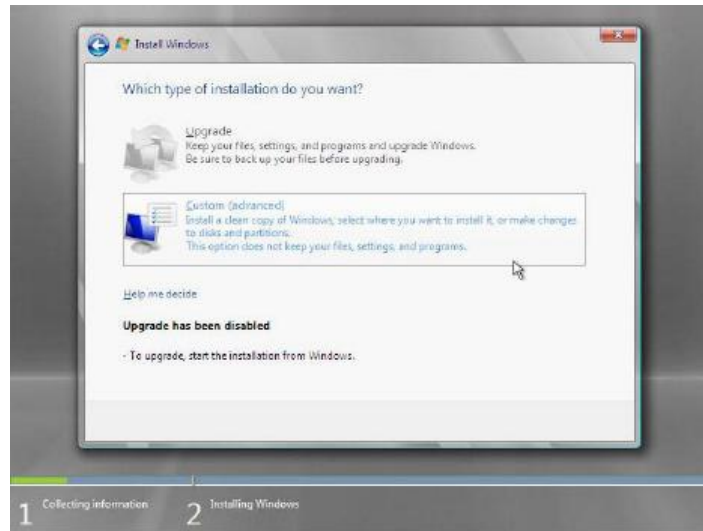 Install Windows
Which type of installation do you want?
Upgrade
Keep your files, settings, and programs and upgrade Windows.
Be sure to back up your files before upgrading.
Custom (advanced)
Install a clean copy of Windows, select where you want to install it, or make changes
to disks and partitions.
This option does not keep your files, settings, and programs.
Help me decide
Upgrade has been disabled
- To upgrade, start the installation from Windows.
1 Collecting information
2 Installing Windows